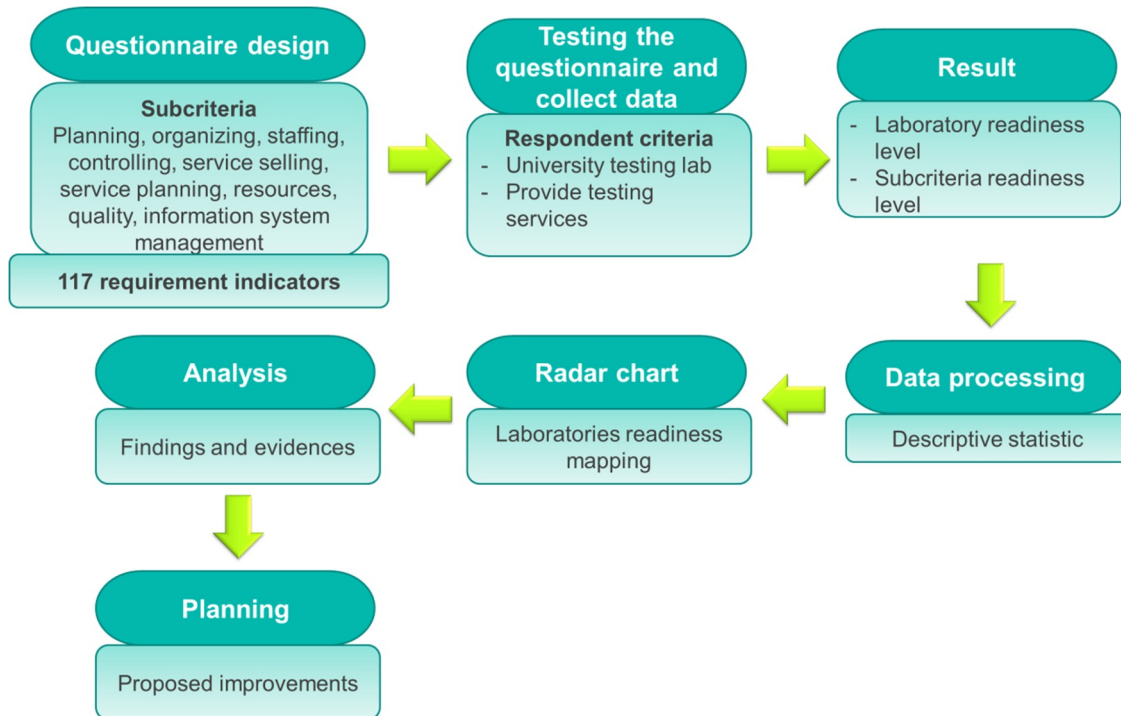 Questionnaire design
Subcriteria
Planning, organizing, staffing,
controlling, service selling,
service planning, resources,
quality, information system
management
117 requirement indicators
Testing the
questionnaire and
collect data
Respondent criteria
- University testing lab
- Provide testing
services
Result
- Laboratory readiness
level
- Subcriteria readiness
level
Data processing
Descriptive statistic
Radar chart
Laboratories readiness
mapping
Analysis
Findings and evidences
Planning
Proposed improvements